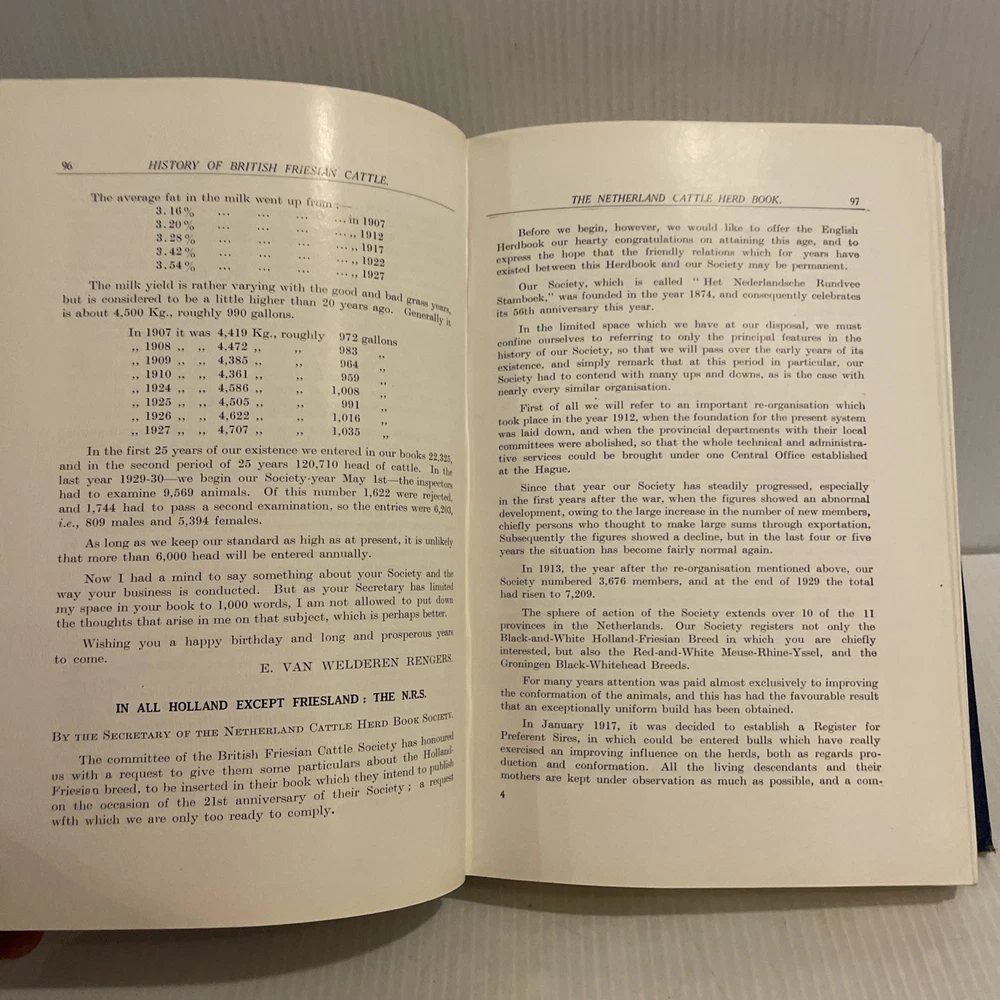 96 HISTORY OF BRITISH FRIESIAN CATTLE.
The average fat in the milk went up from :—
3.16% ... ... ... ... in 1907
3.20% ... ... ... ... ,, 1912
3.28% ... ... ... ... ,, 1917
3.42% ... ... ... ... ,, 1922
3.54% ... ... ... ... ,, 1927
The milk yield is rather varying with the good and bad grass years,
but is considered to be a little higher than 20 years ago. Generally it
is about 4,500 Kg., roughly 990 gallons.
In 1907 it was 4,419 Kg., roughly 972 gallons
,, 1908 ,, ,, 4,472 ,, ,, 983 ,,
,, 1909 ,, ,, 4,385 ,, ,, 964 ,,
,, 1910 ,, ,, 4,361 ,, ,, 959 ,,
,, 1924 ,, ,, 4,586 ,, ,, 1,008 ,,
,, 1925 ,, ,, 4,505 ,, ,, 991 ,,
,, 1926 ,, ,, 4,622 ,, ,, 1,016 ,,
,, 1927 ,, ,, 4,707 ,, ,, 1,035 ,,
In the first 25 years of our existence we entered in our books 22,325,
and in the second period of 25 years 120,710 head of cattle. In the
last year 1929-30—we begin our Society-year May 1st—the inspectors
had to examine 9,569 animals. Of this number 1,622 were rejected,
and 1,744 had to pass a second examination, so the entries were 6,203,
i.e., 809 males and 5,394 females.
As long as we keep our standard as high as at present, it is unlikely
that more than 6,000 head will be entered annually.
Now I had a mind to say something about your Society and the
way your business is conducted. But as your Secretary has limited
my space in your book to 1,000 words, I am not allowed to put down
the thoughts that arise in me on that subject, which is perhaps better.
Wishing you a happy birthday and long and prosperous years
to come.
E. VAN WELDEREN RENGERS.
IN ALL HOLLAND EXCEPT FRIESLAND : THE N.R.S.
BY THE SECRETARY OF THE NETHERLAND CATTLE HERD BOOK SOCIETY.
The committee of the British Friesian Cattle Society has honoured
us with a request to give them some particulars about the Holland-
Friesian breed, to be inserted in their book which they intend to publish
on the occasion of the 21st anniversary of their Society ; a request
with which we are only too ready to comply.
THE NETHERLAND CATTLE HERD BOOK. 97
Before we begin, however, we would like to offer the English
Herdbook our hearty congratulations on attaining this age, and to
express the hope that the friendly relations which for years have
existed between this Herdbook and our Society may be permanent.
Our Society, which is called " Het Nederlandsche Rundvee
Stamboek," was founded in the year 1874, and consequently celebrates
its 56th anniversary this year.
In the limited space which we have at our disposal, we must
confine ourselves to referring to only the principal features in the
history of our Society, so that we will pass over the early years of its
existence, and simply remark that at this period in particular, our
Society had to contend with many ups and downs, as is the case with
nearly every similar organisation.
First of all we will refer to an important re-organisation which
took place in the year 1912, when the foundation for the present system
was laid down, and when the provincial departments with their local
committees were abolished, so that the whole technical and administra-
tive services could be brought under one Central Office established
at the Hague.
Since that year our Society has steadily progressed, especially
in the first years after the war, when the figures showed an abnormal
development, owing to the large increase in the number of new members,
chiefly persons who thought to make large sums through exportation.
Subsequently the figures showed a decline, but in the last four or five
years the situation has become fairly normal again.
In 1913, the year after the re-organisation mentioned above, our
Society numbered 3,676 members, and at the end of 1929 the total
had risen to 7,209.
The sphere of action of the Society extends over 10 of the 11
provinces in the Netherlands. Our Society registers not only the
Black-and-White Holland-Friesian Breed in which you are chiefly
interested, but also the Red-and-White Meuse-Rhine-Yssel, and the
Groningen Black-Whitehead Breeds.
For many years attention was paid almost exclusively to improving
the conformation of the animals, and this has had the favourable result
that an exceptionally uniform build has been obtained.
In January 1917, it was decided to establish a Register for
Preferent Sires, in which could be entered bulls which have really
exercised an improving influence on the herds, both as regards pro-
duction and conformation. All the living descendants and their
mothers are kept under observation as much as possible, and a com-
4